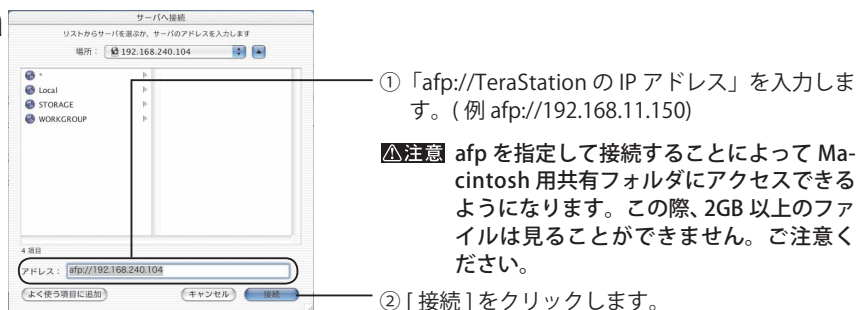 サーバへ接続
リストからサーバを選ぶか、サーバのアドレスを入力します
場所： 192.168.240.104
*
Local
STORAGE
WORKGROUP
4 項目
アドレス： afp://192.168.240.104
よく使う項目に追加 キャンセル 接続
①「afp://TeraStation の IP アドレス」を入力しま
す。( 例 afp://192.168.11.150)
注意 afp を指定して接続することによって Ma-
cintosh 用共有フォルダにアクセスできる
ようになります。この際、2GB 以上のファ
イルは見ることができません。ご注意く
ださい。
② [ 接続 ] をクリックします。